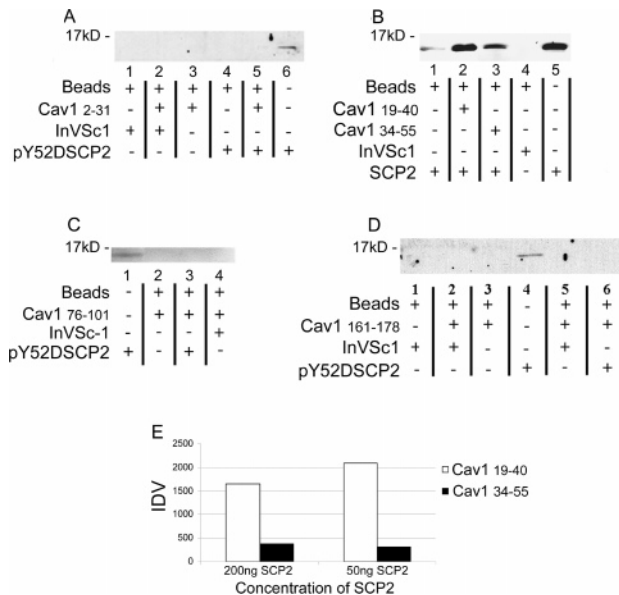 A
17kD -
1 2 3 4 5 6
Beads + + + + + -
Cav1 2-31 - + + - + -
InVSc1 + + - - - -
pY52DSCP2 - - - + + +
B
17kD -
1 2 3 4 5
Beads + + + + -
Cav1 19-40 - + - - -
Cav1 34-55 - - + - -
InVSc1 - - - + -
SCP2 + + + - +
C
17kD -
1 2 3 4
Beads - + + +
Cav1 76-101 - + + +
InVSc-1 - - - +
pY52DSCP2 + - + -
D
17kD -
1 2 3 4 5 6
Beads + + + - + +
Cav1 161-178 - + + - + +
InVSc1 + + - - + -
pY52DSCP2 - - - + - +
E
IDV
2500
2000
1500
1000
500
0
200ng SCP2 50ng SCP2
Concentration of SCP2
Cav1 19-40
Cav1 34-55